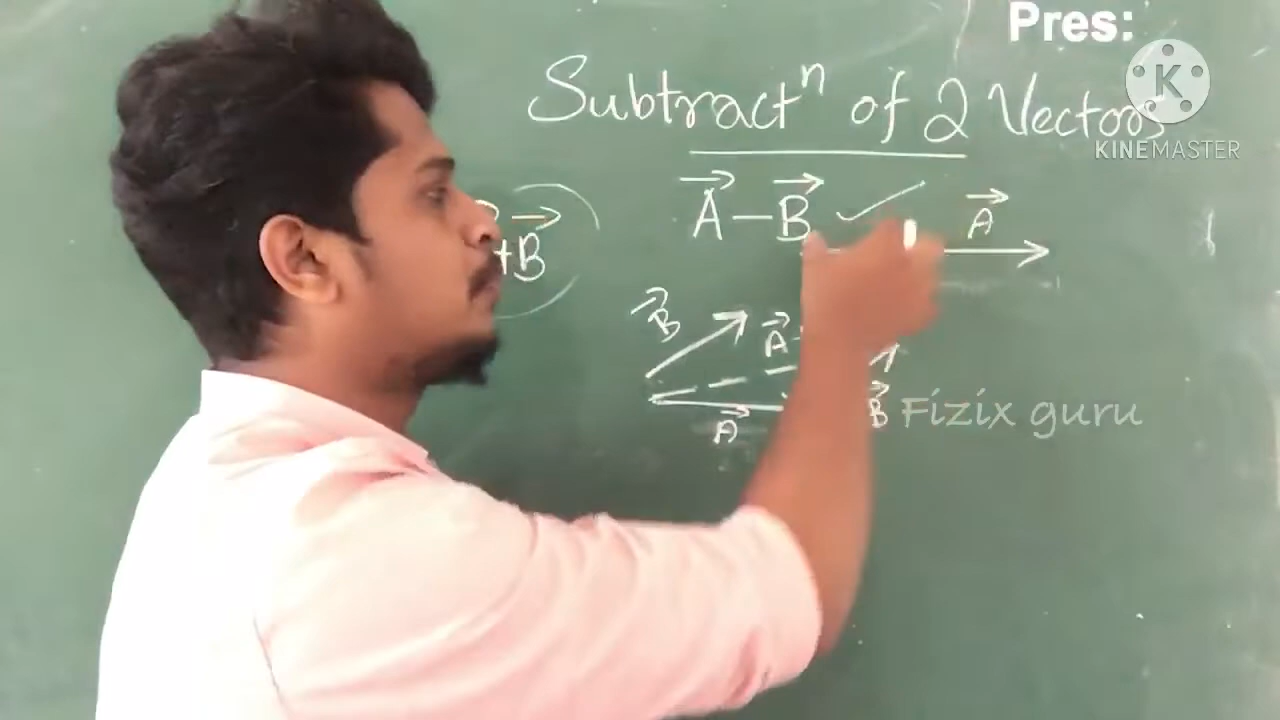 Pres:
Subtractⁿ of 2 Vectors
K
KINEMASTER
A – B
A
+B
B
A
B
Fizix guru
A